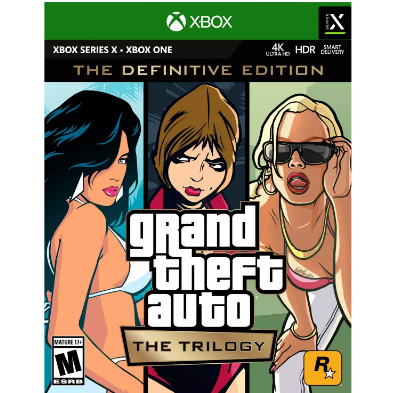 XBOX
SERIES X
XBOX SERIES X • XBOX ONE
4K ULTRA HD HDR SMART DELIVERY
THE DEFINITIVE EDITION
grand
theft
auto
THE TRILOGY
MATURE 17+
M
ESRB
R★